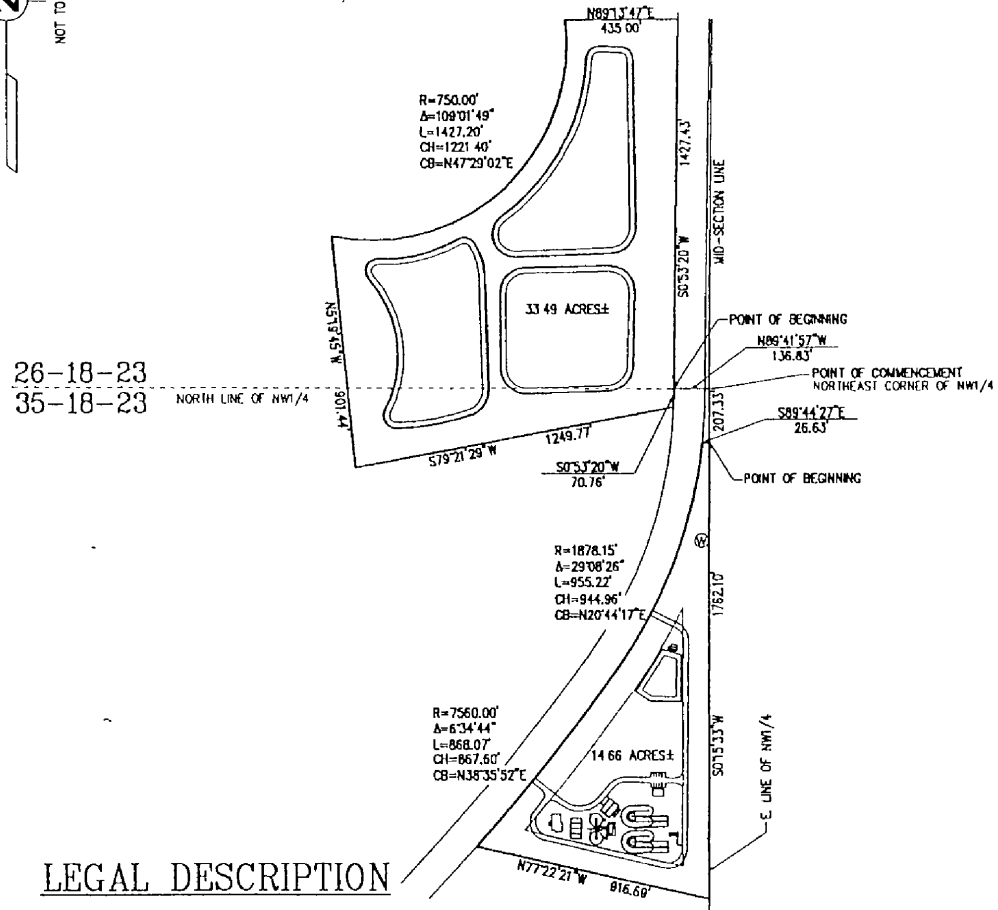 2
NOT TO
N89°13'47"E
435.00'
R=750.00'
Δ=109°01'49"
L=1427.20'
CH=1221.40'
CB=N47°29'02"E
1427.43'
MID-SECTION LINE
S0°53'20"W
33.49 ACRES±
POINT OF BEGINNING
N89°41'57"W
136.83'
N5°19'45"W
POINT OF COMMENCEMENT
NORTHEAST CORNER OF NW1/4
26-18-23
35-18-23
NORTH LINE OF NW1/4
901.44'
207.33'
S89°44'27"E
26.63'
1249.77'
S79°21'29"W
S0°53'20"W
70.76'
POINT OF BEGINNING
W
R=1878.15'
Δ=29°08'26"
L=955.22'
CH=944.96'
CB=N20°44'17"E
1762.10'
R=7560.00'
Δ=6°34'44"
L=868.07'
CH=867.60'
CB=N38°35'52"E
14.66 ACRES±
S0°15'33"W
E. LINE OF NW1/4
N77°22'21"W
916.69'
LEGAL DESCRIPTION